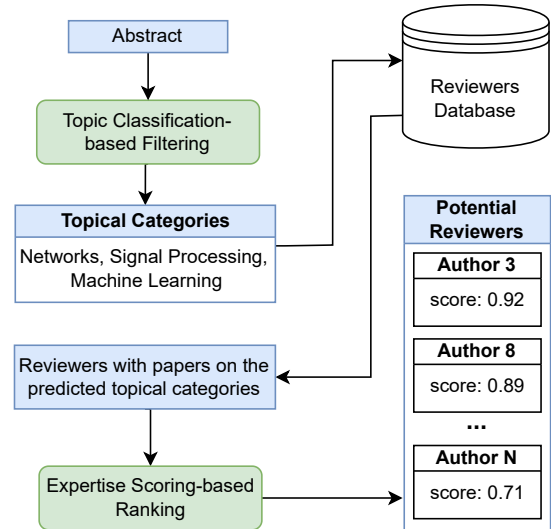 Abstract
Topic Classification-
based Filtering
Topical Categories
Networks, Signal Processing,
Machine Learning
Reviewers
Database
Reviewers with papers on the
predicted topical categories
Expertise Scoring-based
Ranking
Potential
Reviewers
Author 3
score: 0.92
Author 8
score: 0.89
...
Author N
score: 0.71